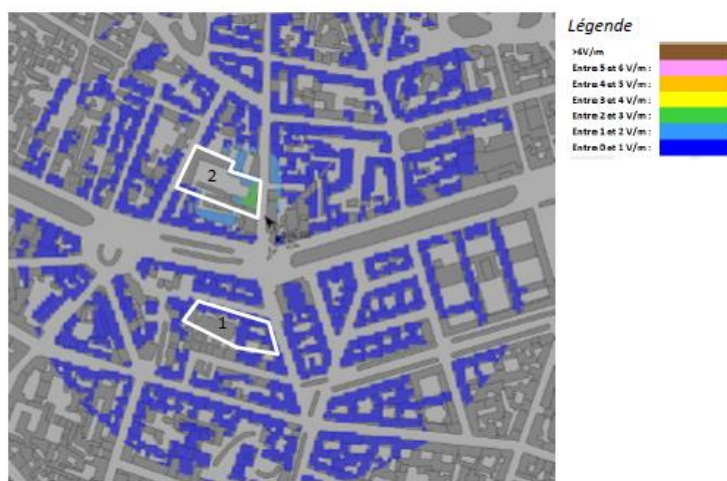 Légende
>6V/m
Entre 5 et 6 V/m :
Entre 4 et 5 V/m :
Entre 3 et 4 V/m :
Entre 2 et 3 V/m :
Entre 1 et 2 V/m :
Entre 0 et 1 V/m :
2
1